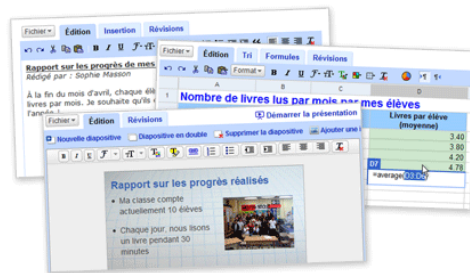 Fichier Édition Insertion Révisions
Rapport sur les progrès de mes
Rédigé par : Sophie Masson
À la fin du mois d'avril, chaque
livres par mois. Je souhaite qu'ils
l'année
Fichier Édition Tri Formules Révisions
Format
A B C D
1 Nombre de livres lus par mois par mes élèves
Livres par élève
(moyenne)
3.40
3.80
4.20
4.78
D7
=average(D3:D6
Fichier Édition Révisions Démarrer la présentation
Nouvelle diapositive Diapositive en double Supprimer la diapositive Ajouter une
Rapport sur les progrès réalisés
• Ma classe compte
actuellement 10 élèves
• Chaque jour, nous lisons
un livre pendant 30
minutes